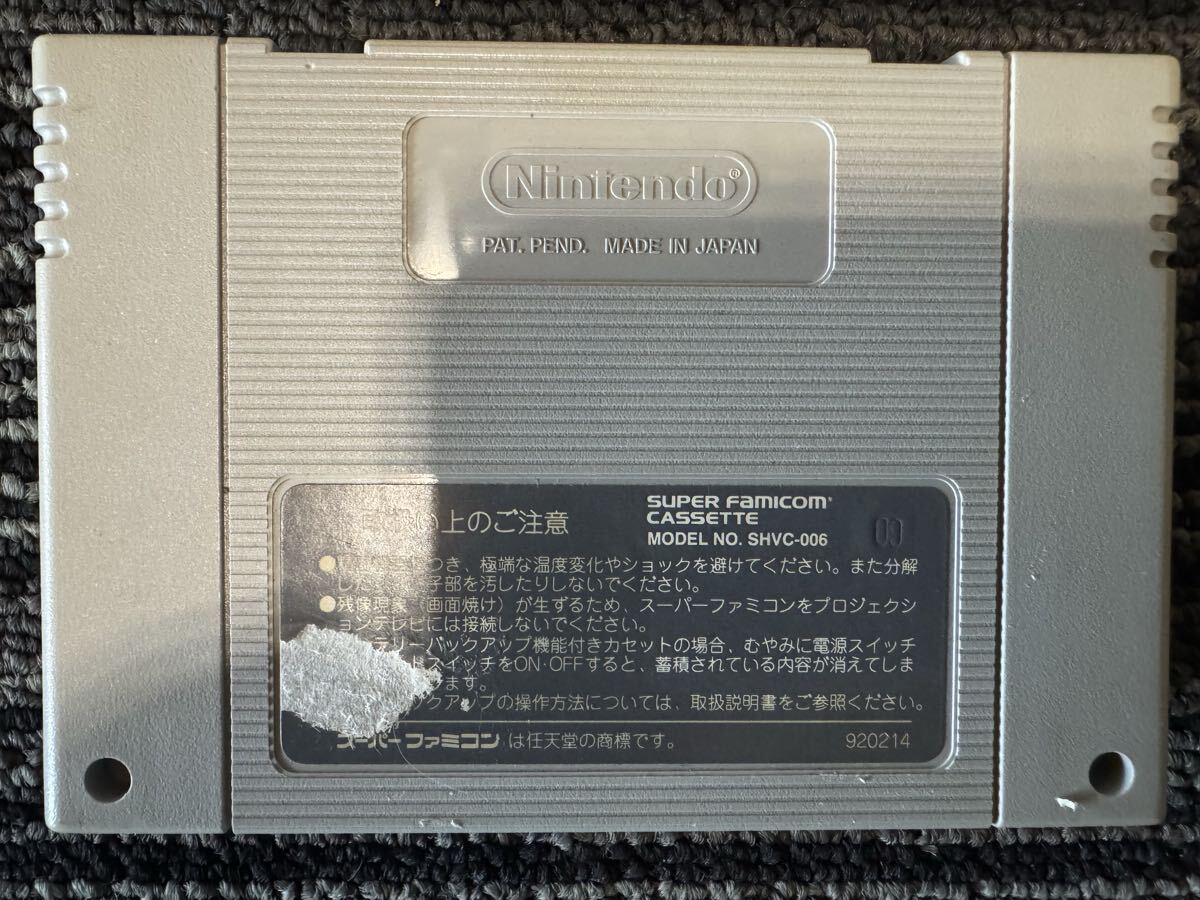 Nintendo®
PAT. PEND. MADE IN JAPAN
上のご注意
SUPER FAMICOM
CASSETTE
MODEL NO. SHVC-006
つき、極端な温度変化やショックを避けてください。また分解
子部を汚したりしないでください。
●残像現象(画面焼け)が生ずるため、スーパーファミコンをプロジェクシ
ョンテレビには接続しないでください。
テリーバックアップ機能付きカセットの場合、むやみに電源スイッチ
ドスイッチをON·OFFすると、蓄積されている内容が消えてしま
ます。
ックアップの操作方法については、取扱説明書をご参照ください。
スーパーファミコンは任天堂の商標です。
920214